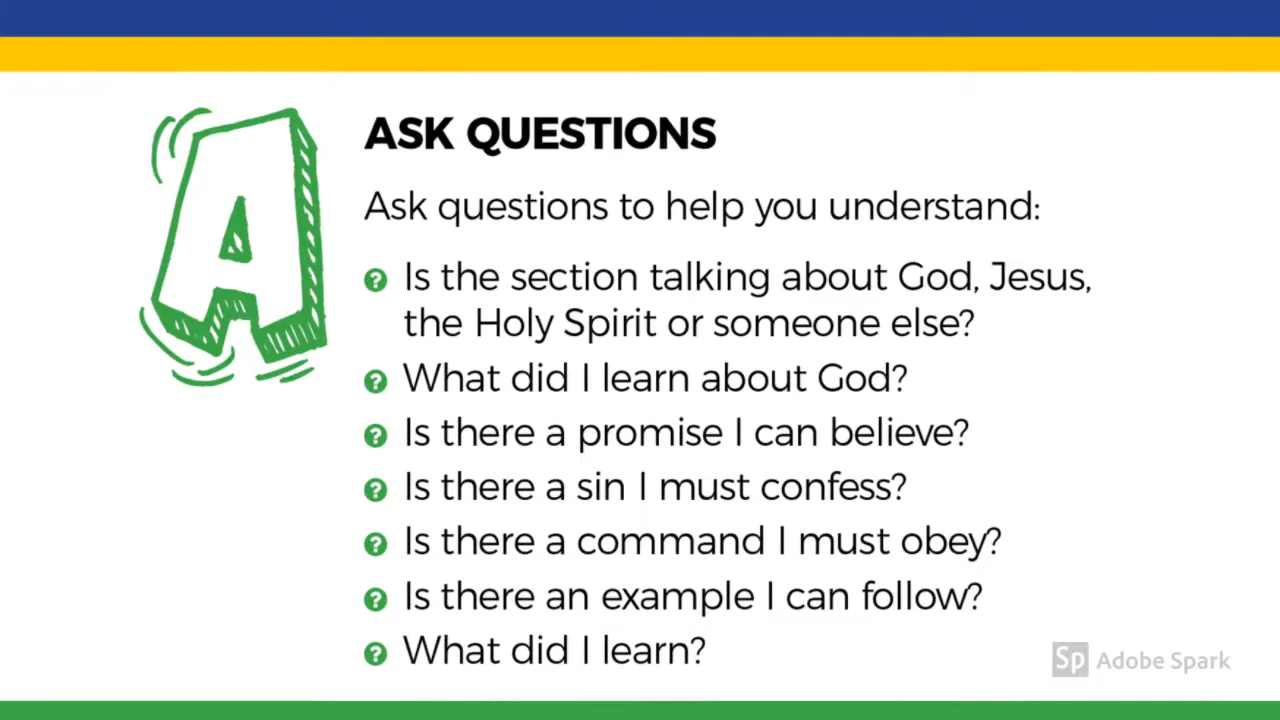 A
ASK QUESTIONS
Ask questions to help you understand:
Is the section talking about God, Jesus,
the Holy Spirit or someone else?
What did I learn about God?
Is there a promise I can believe?
Is there a sin I must confess?
Is there a command I must obey?
Is there an example I can follow?
What did I learn?
Sp Adobe Spark